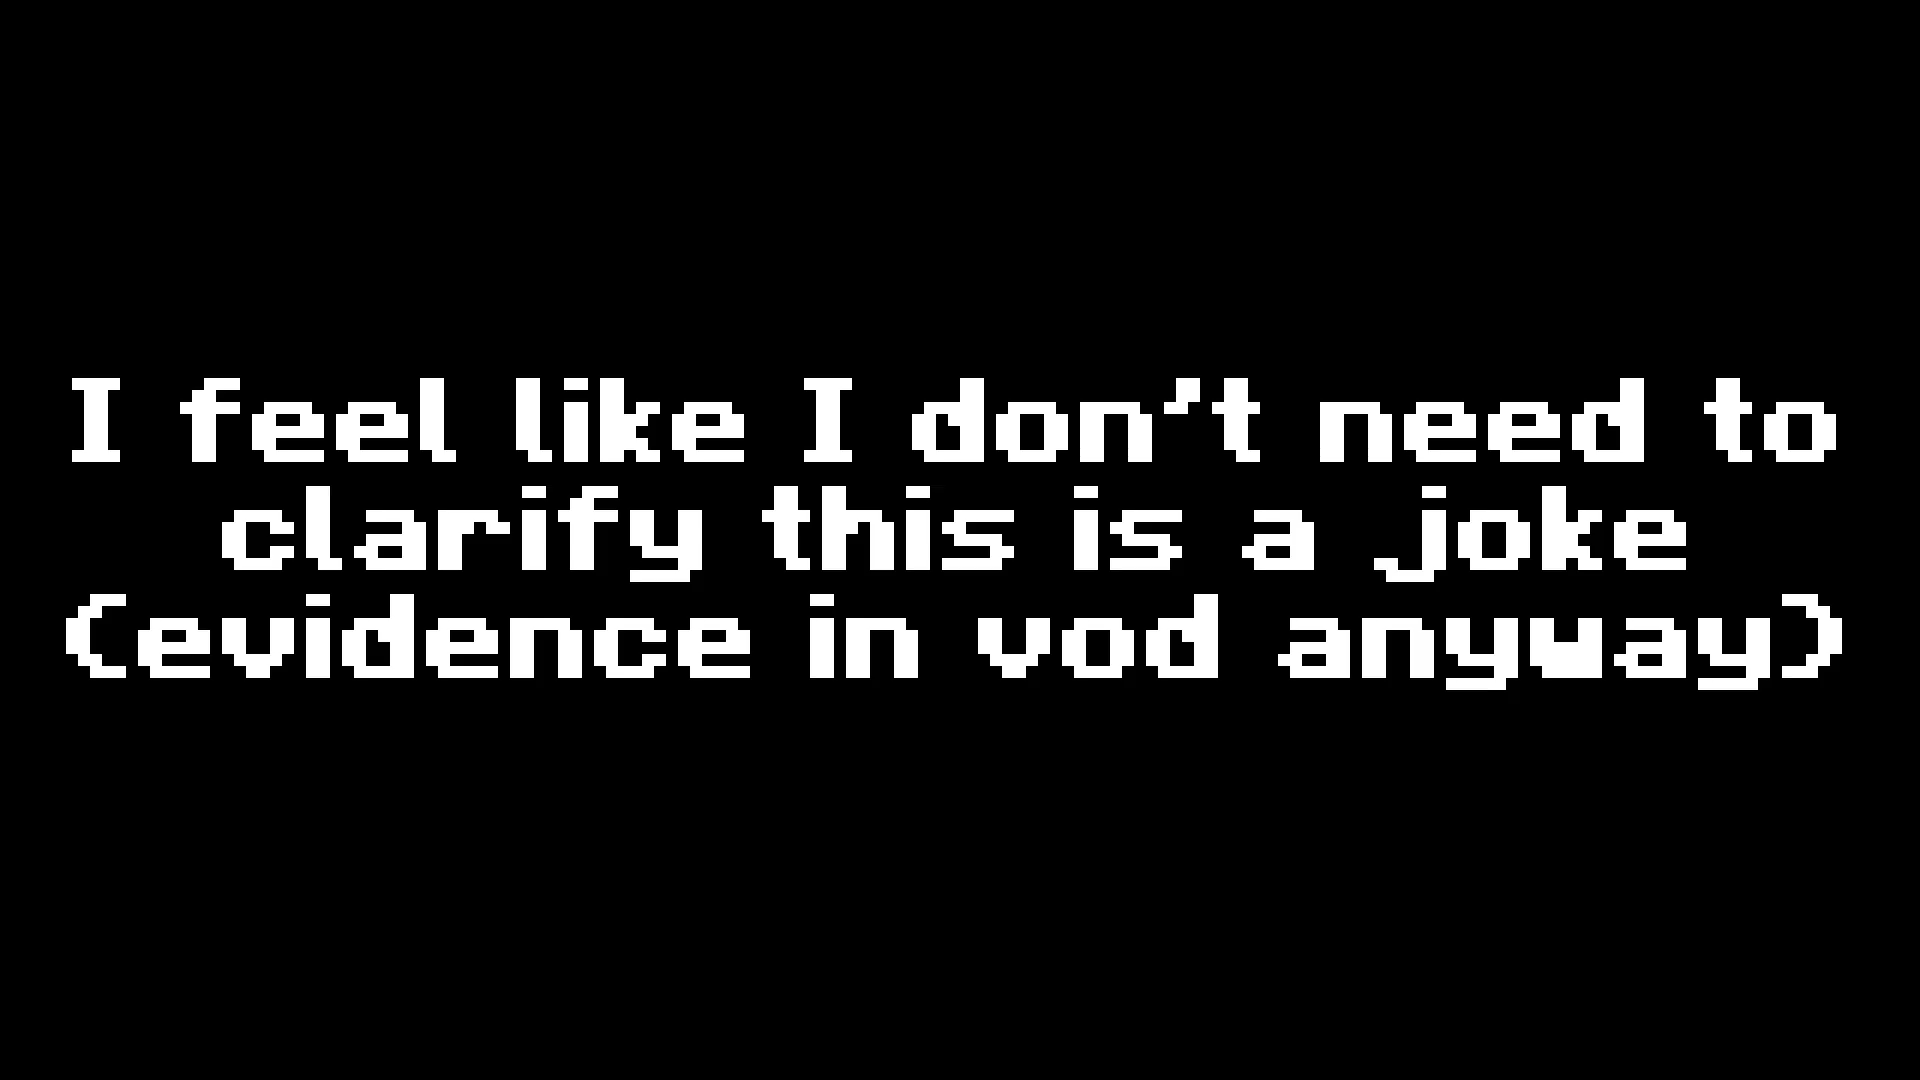 I feel like I don't need to
clarify this is a joke
(evidence in vod anyway)